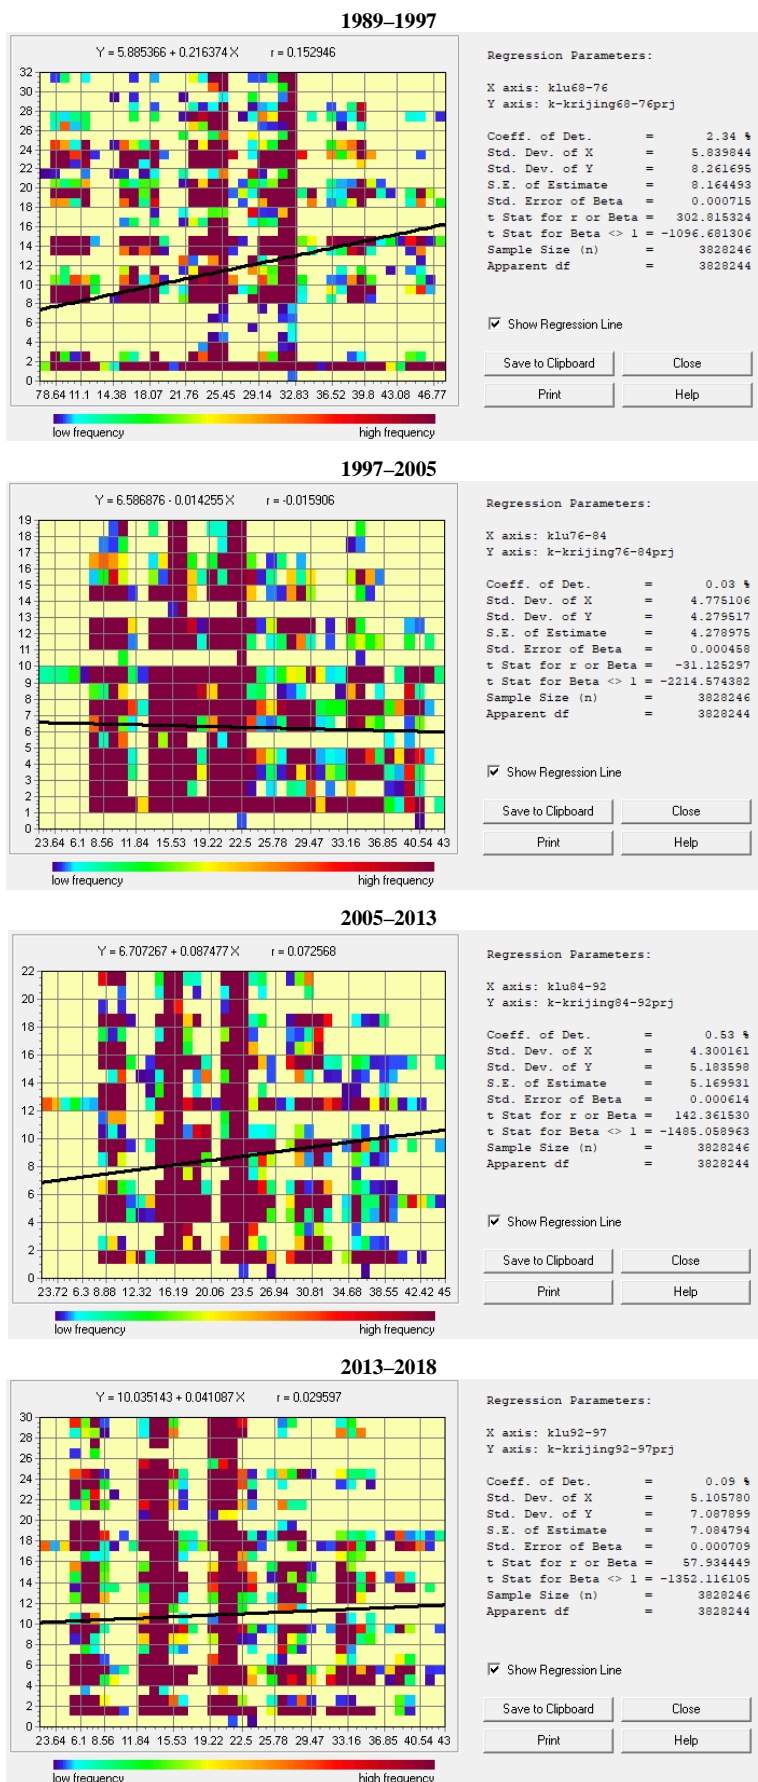 1989–1997
Y = 5.885366 + 0.216374 X r = 0.152946
32
30
28
26
24
22
20
18
16
14
12
10
8
6
4
2
0
78.64 11.1 14.38 18.07 21.76 25.45 29.14 32.83 36.52 39.8 43.08 46.77
low frequency high frequency
Regression Parameters:
X axis: klu68-76
Y axis: k-krijing68-76prj
Coeff. of Det. = 2.34 %
Std. Dev. of X = 5.839844
Std. Dev. of Y = 8.261695
S.E. of Estimate = 8.164493
Std. Error of Beta = 0.000715
t Stat for r or Beta = 302.815324
t Stat for Beta <> 1 = -1096.681306
Sample Size (n) = 3828246
Apparent df = 3828244
Show Regression Line
Save to Clipboard Close
Print Help
1997–2005
Y = 6.586876 - 0.014255 X r = -0.015906
19
18
17
16
15
14
13
12
11
10
9
8
7
6
5
4
3
2
1
0
23.64 6.1 8.56 11.84 15.53 19.22 22.5 25.78 29.47 33.16 36.85 40.54 43
low frequency high frequency
Regression Parameters:
X axis: klu76-84
Y axis: k-krijing76-84prj
Coeff. of Det. = 0.03 %
Std. Dev. of X = 4.775106
Std. Dev. of Y = 4.279517
S.E. of Estimate = 4.278975
Std. Error of Beta = 0.000458
t Stat for r or Beta = -31.125297
t Stat for Beta <> 1 = -2214.574382
Sample Size (n) = 3828246
Apparent df = 3828244
Show Regression Line
Save to Clipboard Close
Print Help
2005–2013
Y = 6.707267 + 0.087477 X r = 0.072568
22
20
18
16
14
12
10
8
6
4
2
0
23.72 6.3 8.88 12.32 16.19 20.06 23.5 26.94 30.81 34.68 38.55 42.42 45
low frequency high frequency
Regression Parameters:
X axis: klu84-92
Y axis: k-krijing84-92prj
Coeff. of Det. = 0.53 %
Std. Dev. of X = 4.300161
Std. Dev. of Y = 5.183598
S.E. of Estimate = 5.169931
Std. Error of Beta = 0.000614
t Stat for r or Beta = 142.361530
t Stat for Beta <> 1 = -1485.058963
Sample Size (n) = 3828246
Apparent df = 3828244
Show Regression Line
Save to Clipboard Close
Print Help
2013–2018
Y = 10.035143 + 0.041087 X r = 0.029597
30
28
26
24
22
20
18
16
14
12
10
8
6
4
2
0
23.64 6.1 8.56 11.84 15.53 19.22 22.5 25.78 29.47 33.16 36.85 40.54 43
low frequency high frequency
Regression Parameters:
X axis: klu92-97
Y axis: k-krijing92-97prj
Coeff. of Det. = 0.09 %
Std. Dev. of X = 5.105780
Std. Dev. of Y = 7.087899
S.E. of Estimate = 7.084794
Std. Error of Beta = 0.000709
t Stat for r or Beta = 57.934449
t Stat for Beta <> 1 = -1352.116105
Sample Size (n) = 3828246
Apparent df = 3828244
Show Regression Line
Save to Clipboard Close
Print Help